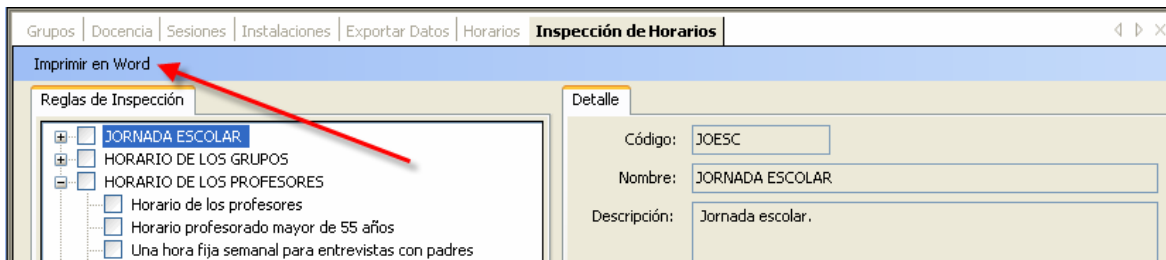 Grupos Docencia Sesiones Instalaciones Exportar Datos Horarios Inspección de Horarios
Imprimir en Word
Reglas de Inspección
JORNADA ESCOLAR
HORARIO DE LOS GRUPOS
HORARIO DE LOS PROFESORES
Horario de los profesores
Horario profesorado mayor de 55 años
Una hora fija semanal para entrevistas con padres
Detalle
Código: JOESC
Nombre: JORNADA ESCOLAR
Descripción: Jornada escolar.